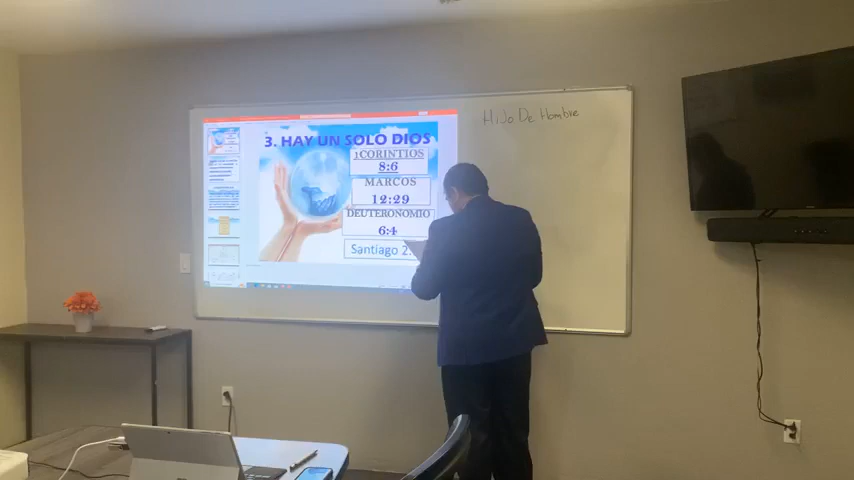 3. HAY UN SOLO DIOS
1CORINTIOS
8:6
MARCOS
12:29
DEUTERONOMIO
6:4
Santiago 2:
Hijo De Hombre